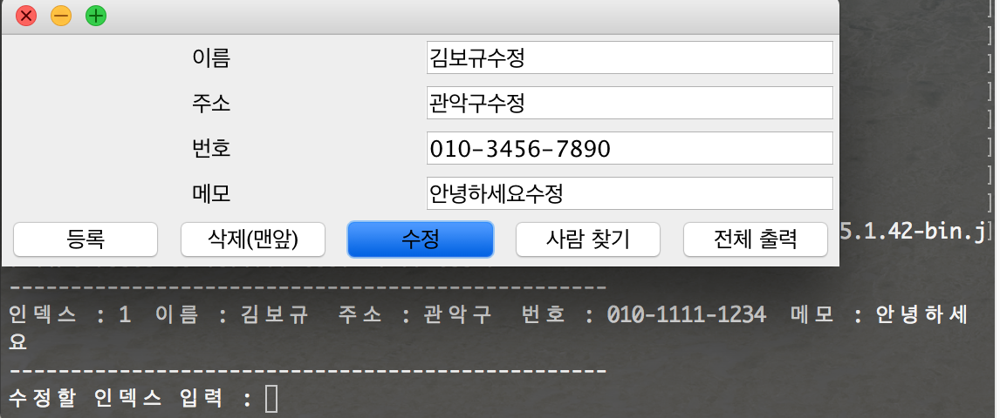 이름 김보규수정
주소 관악구수정
번호 010-3456-7890
메모 안녕하세요수정
등록 삭제(맨앞) 수정 사람 찾기 전체 출력
5.1.42-bin.j]
------------------------------------------------
인덱스 : 1 이름 : 김보규 주소 : 관악구 번호 : 010-1111-1234 메모 : 안녕하세
요
------------------------------------------------
수정할 인덱스 입력 :